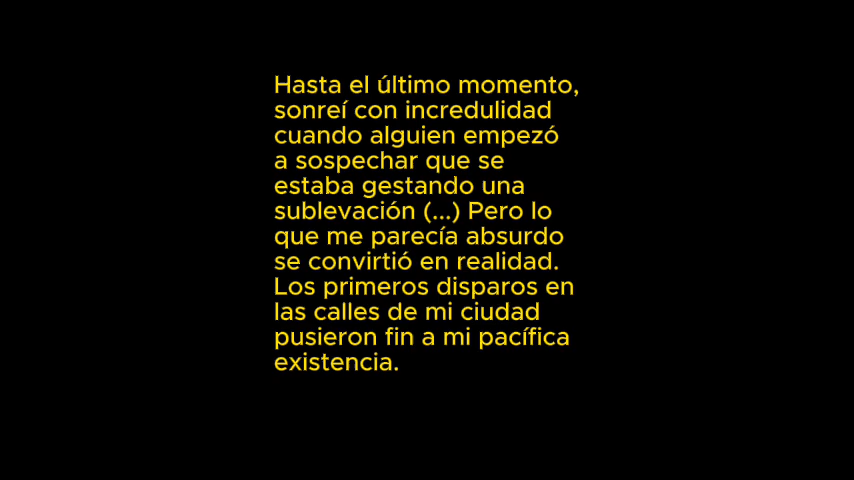 Hasta el último momento,
sonreí con incredulidad
cuando alguien empezó
a sospechar que se
estaba gestando una
sublevación (...) Pero lo
que me parecía absurdo
se convirtió en realidad.
Los primeros disparos en
las calles de mi ciudad
pusieron fin a mi pacífica
existencia.